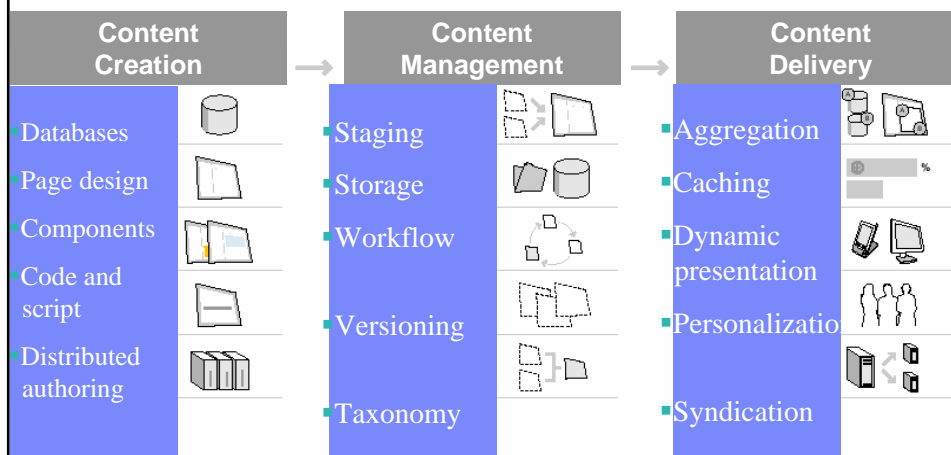 Content
Creation
Databases
Page design
Components
Code and
script
Distributed
authoring
Content
Management
Staging
Storage
Workflow
Versioning
Taxonomy
Content
Delivery
A
B
A
B
Aggregation
%
Caching
Dynamic
presentation
Personalizatio
Syndication